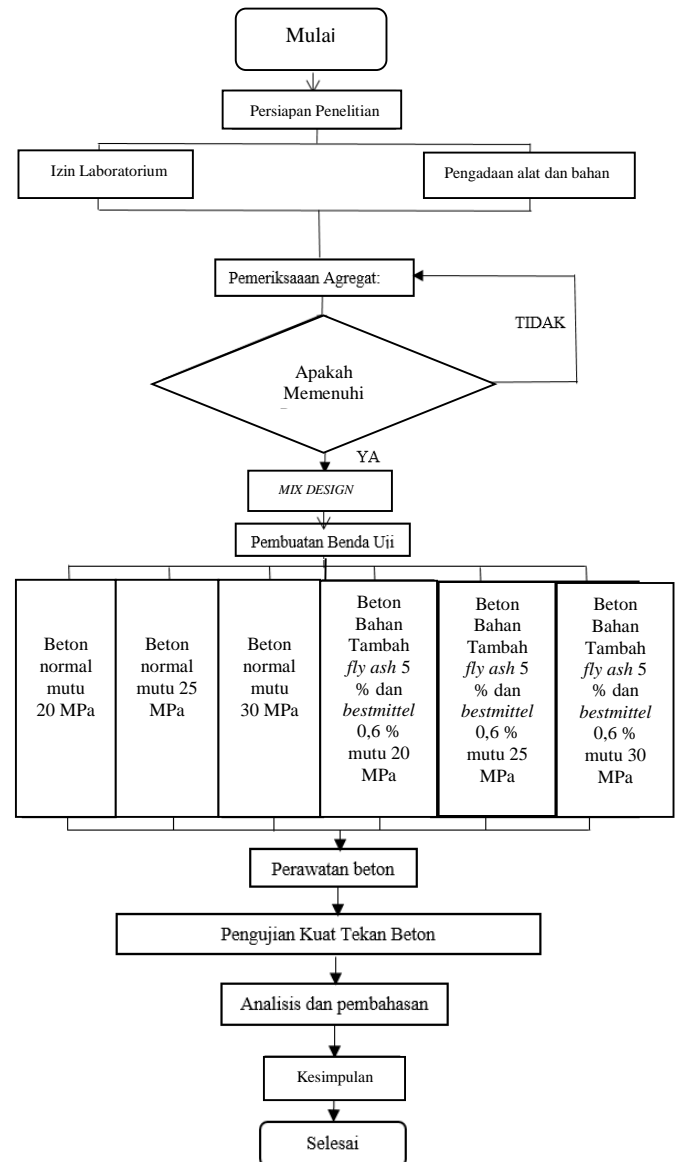 Mulai
Persiapan Penelitian
Izin Laboratorium
Pengadaan alat dan bahan
Pemeriksaaan Agregat:
TIDAK
Apakah
Memenuhi
YA
MIX DESIGN
Pembuatan Benda Uji
Beton
normal
mutu
20 MPa
Beton
normal
mutu 25
MPa
Beton
normal
mutu
30 MPa
Beton
Bahan
Tambah
fly ash 5
% dan
bestmittel
0,6 %
mutu 20
MPa
Beton
Bahan
Tambah
fly ash 5
% dan
bestmittel
0,6 %
mutu 25
MPa
Beton
Bahan
Tambah
fly ash 5
% dan
bestmittel
0,6 %
mutu 30
MPa
Perawatan beton
Pengujian Kuat Tekan Beton
Analisis dan pembahasan
Kesimpulan
Selesai